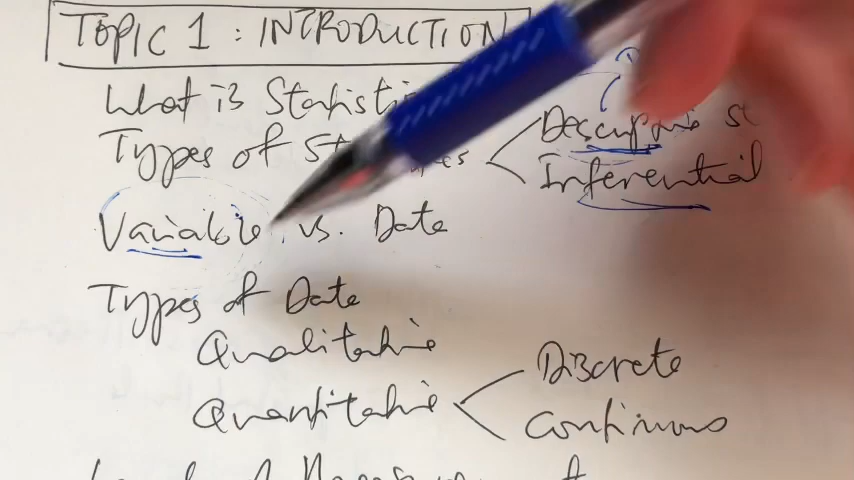 TOPIC 1 : INTRODUCTION
What is
Types of
Descriptive st
Inferential
Variable vs. Data
Types of Data
Qualitative
Quantitative
Discrete
Continuous